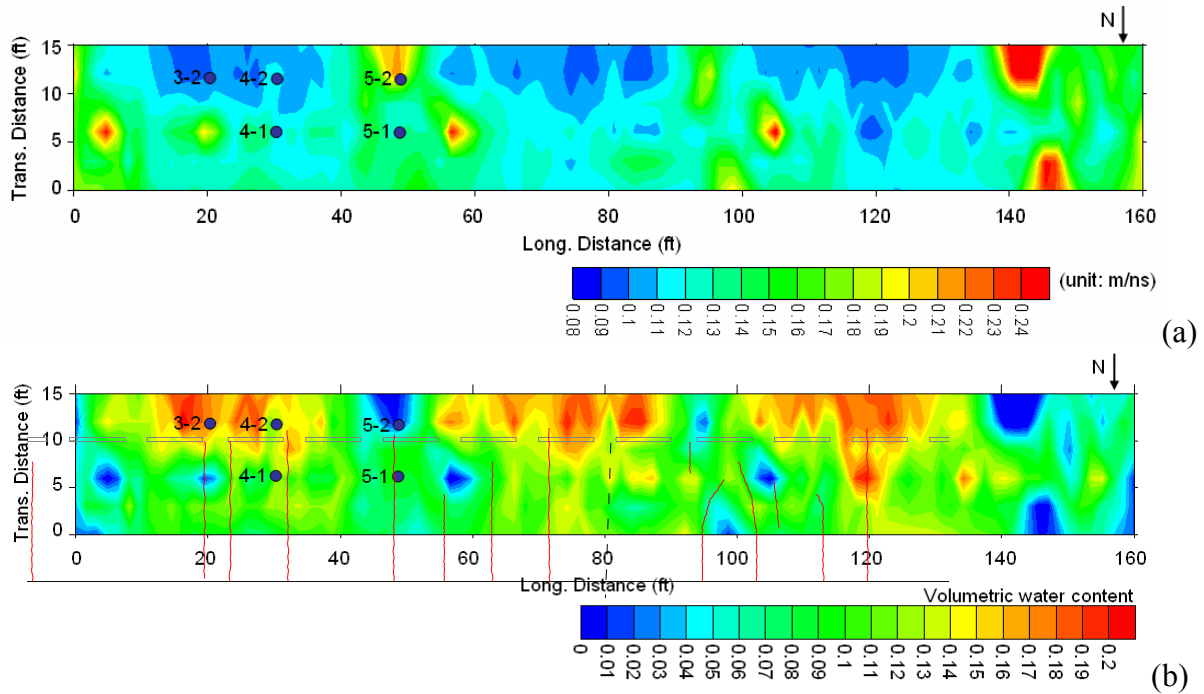 N
Trans. Distance (ft)
15
10
5
0
3-2 4-2 5-2
4-1 5-1
0 20 40 60 80 100 120 140 160
Long. Distance (ft)
(unit: m/ns)
0.08 0.09 0.1 0.11 0.12 0.13 0.14 0.15 0.16 0.17 0.18 0.19 0.2 0.21 0.22 0.23 0.24
(a)
N
Trans. Distance (ft)
15
10
5
0
3-2 4-2 5-2
4-1 5-1
0 20 40 60 80 100 120 140 160
Long. Distance (ft)
Volumetric water content
0 0.01 0.02 0.03 0.04 0.05 0.06 0.07 0.08 0.09 0.1 0.11 0.12 0.13 0.14 0.15 0.16 0.17 0.18 0.19 0.2
(b)